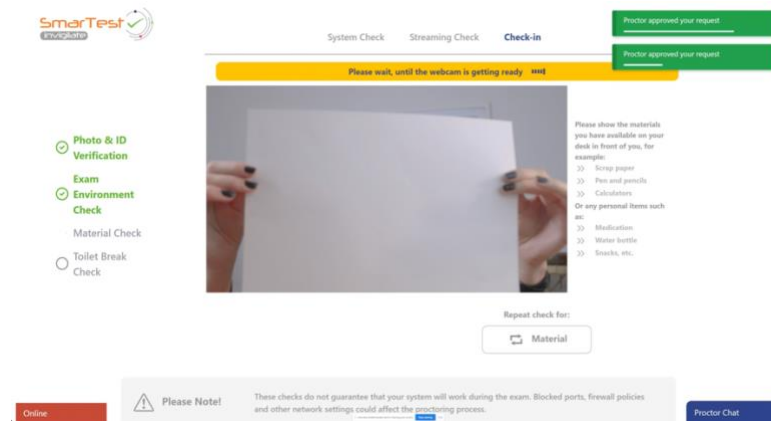 SmarTest
invigilate
System Check
Streaming Check
Check-in
Proctor approved your request
Proctor approved your request
Please wait, until the webcam is getting ready
Photo & ID
Verification
Exam
Environment
Check
Material Check
Toilet Break
Check
Please show the materials
you have available on your
desk in front of you, for
example:
Scrap paper
Pen and pencils
Calculators
Or any personal items such
as:
Medication
Water bottle
Snacks, etc.
Repeat check for:
Material
Please Note!
These checks do not guarantee that your system will work during the exam. Blocked ports, firewall policies
and other network settings could affect the proctoring process.
Online
Proctor Chat